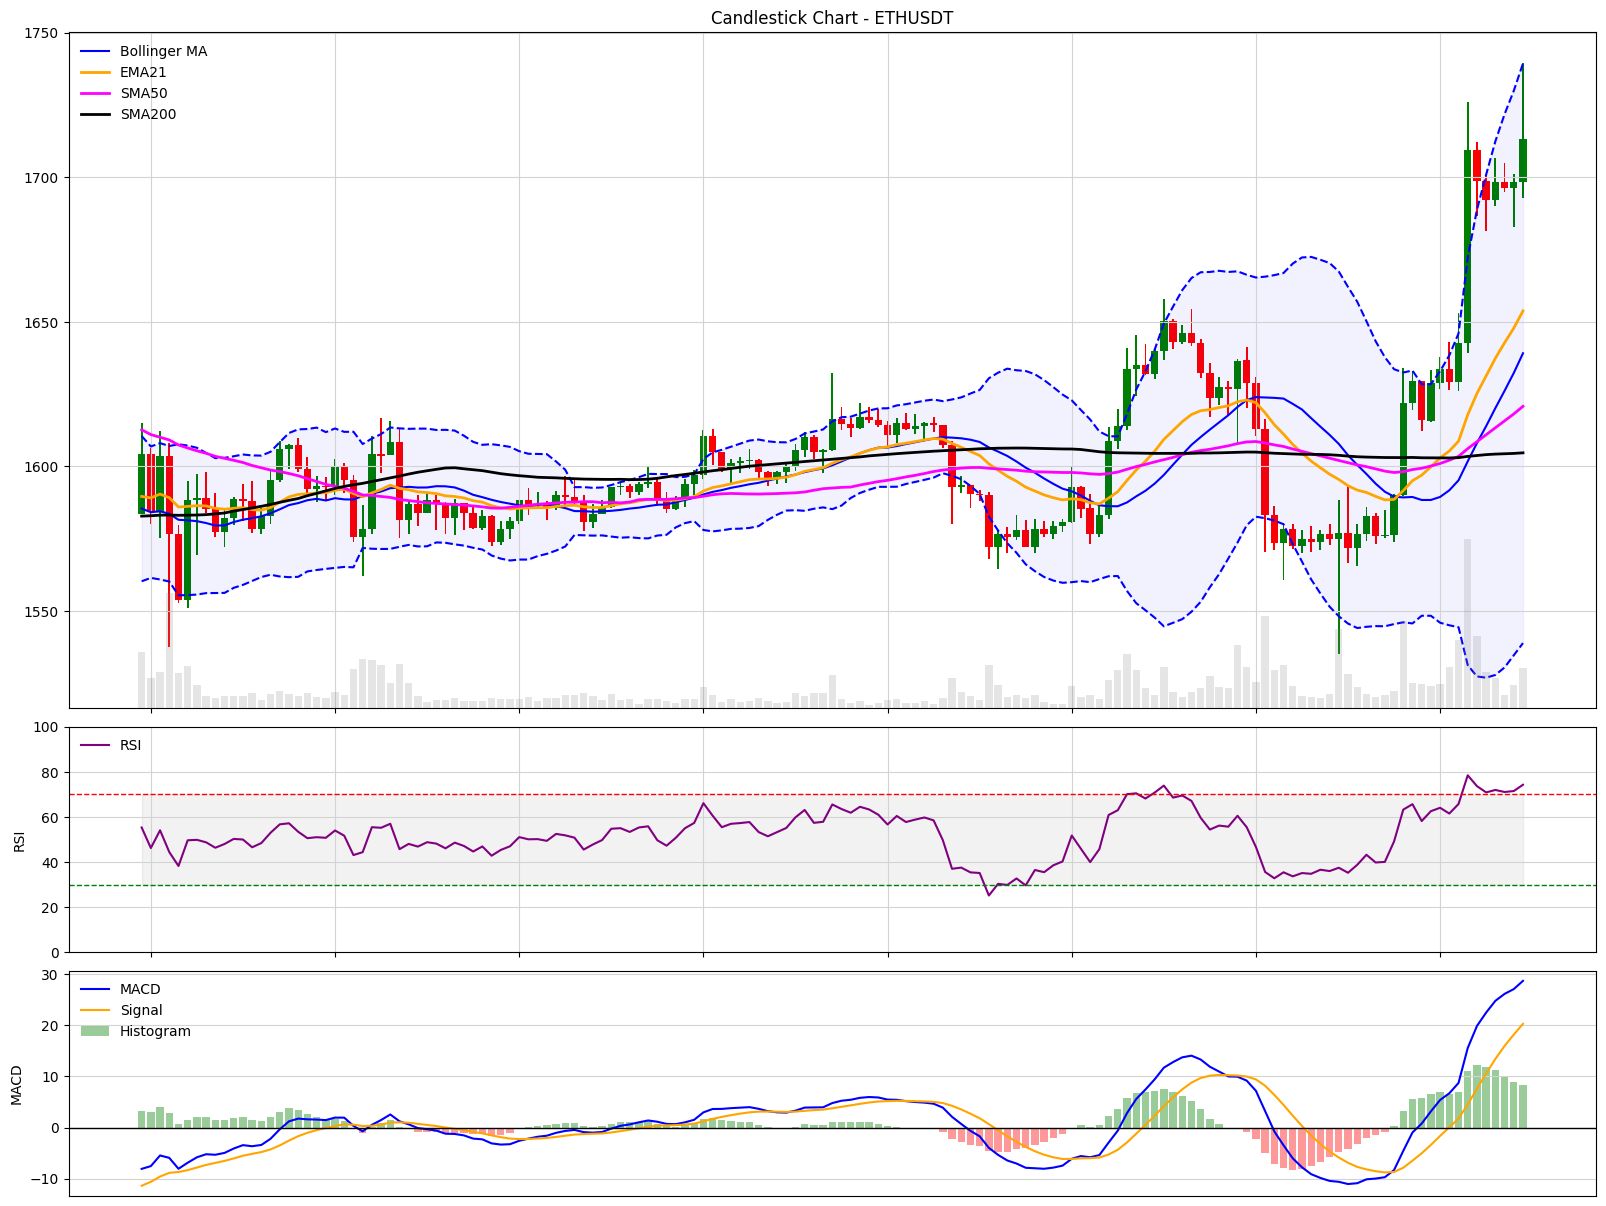 Candlestick Chart - ETHUSDT
1750
1700
1650
1600
1550
Bollinger MA
EMA21
SMA50
SMA200
100
80
60
40
20
0
RSI
RSI
30
20
10
0
−10
MACD
MACD
Signal
Histogram